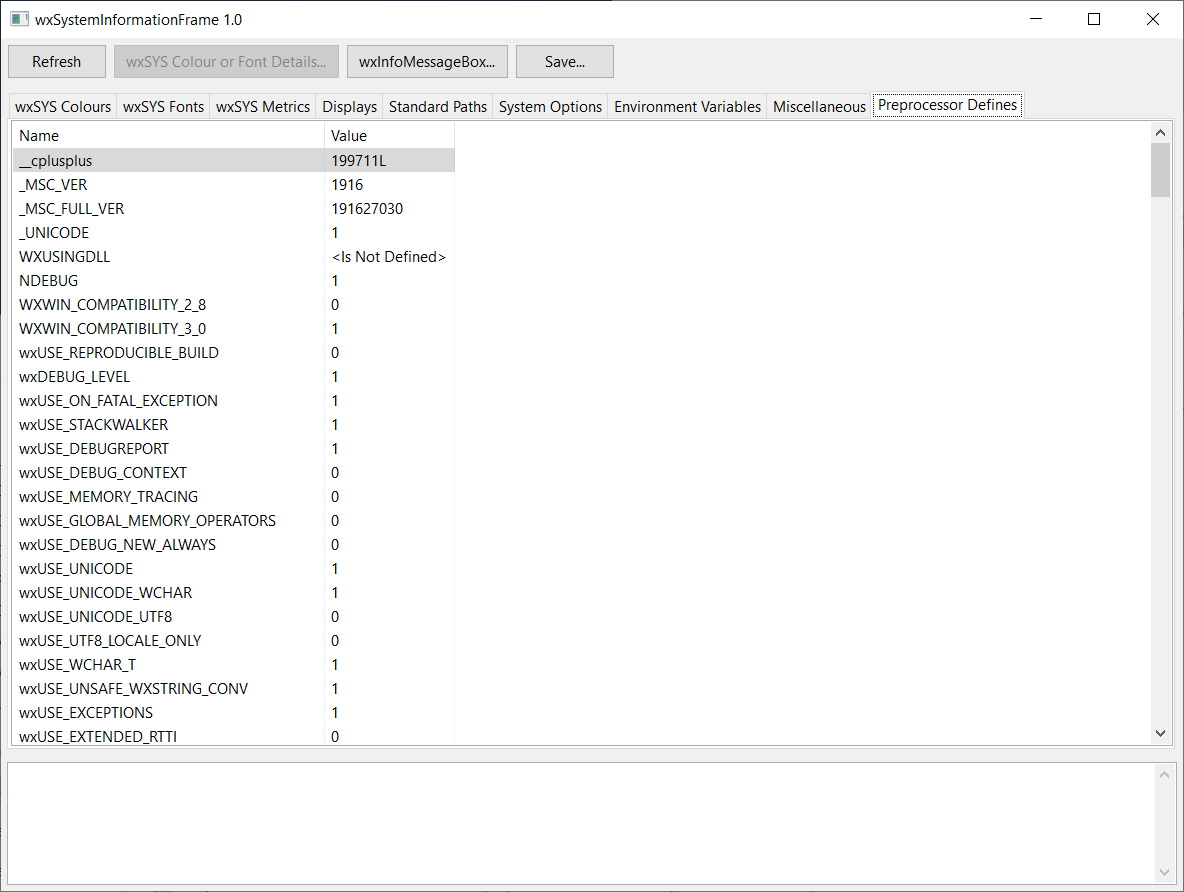 wxSystemInformationFrame 1.0
Refresh wxSYS Colour or Font Details... wxInfoMessageBox... Save...
wxSYS Colours wxSYS Fonts wxSYS Metrics Displays Standard Paths System Options Environment Variables Miscellaneous Preprocessor Defines
Name Value
__cplusplus 199711L
_MSC_VER 1916
_MSC_FULL_VER 191627030
_UNICODE 1
WXUSINGDLL <Is Not Defined>
NDEBUG 1
WXWIN_COMPATIBILITY_2_8 0
WXWIN_COMPATIBILITY_3_0 1
wxUSE_REPRODUCIBLE_BUILD 0
wxDEBUG_LEVEL 1
wxUSE_ON_FATAL_EXCEPTION 1
wxUSE_STACKWALKER 1
wxUSE_DEBUGREPORT 1
wxUSE_DEBUG_CONTEXT 0
wxUSE_MEMORY_TRACING 0
wxUSE_GLOBAL_MEMORY_OPERATORS 0
wxUSE_DEBUG_NEW_ALWAYS 0
wxUSE_UNICODE 1
wxUSE_UNICODE_WCHAR 1
wxUSE_UNICODE_UTF8 0
wxUSE_UTF8_LOCALE_ONLY 0
wxUSE_WCHAR_T 1
wxUSE_UNSAFE_WXSTRING_CONV 1
wxUSE_EXCEPTIONS 1
wxUSE_EXTENDED_RTTI 0